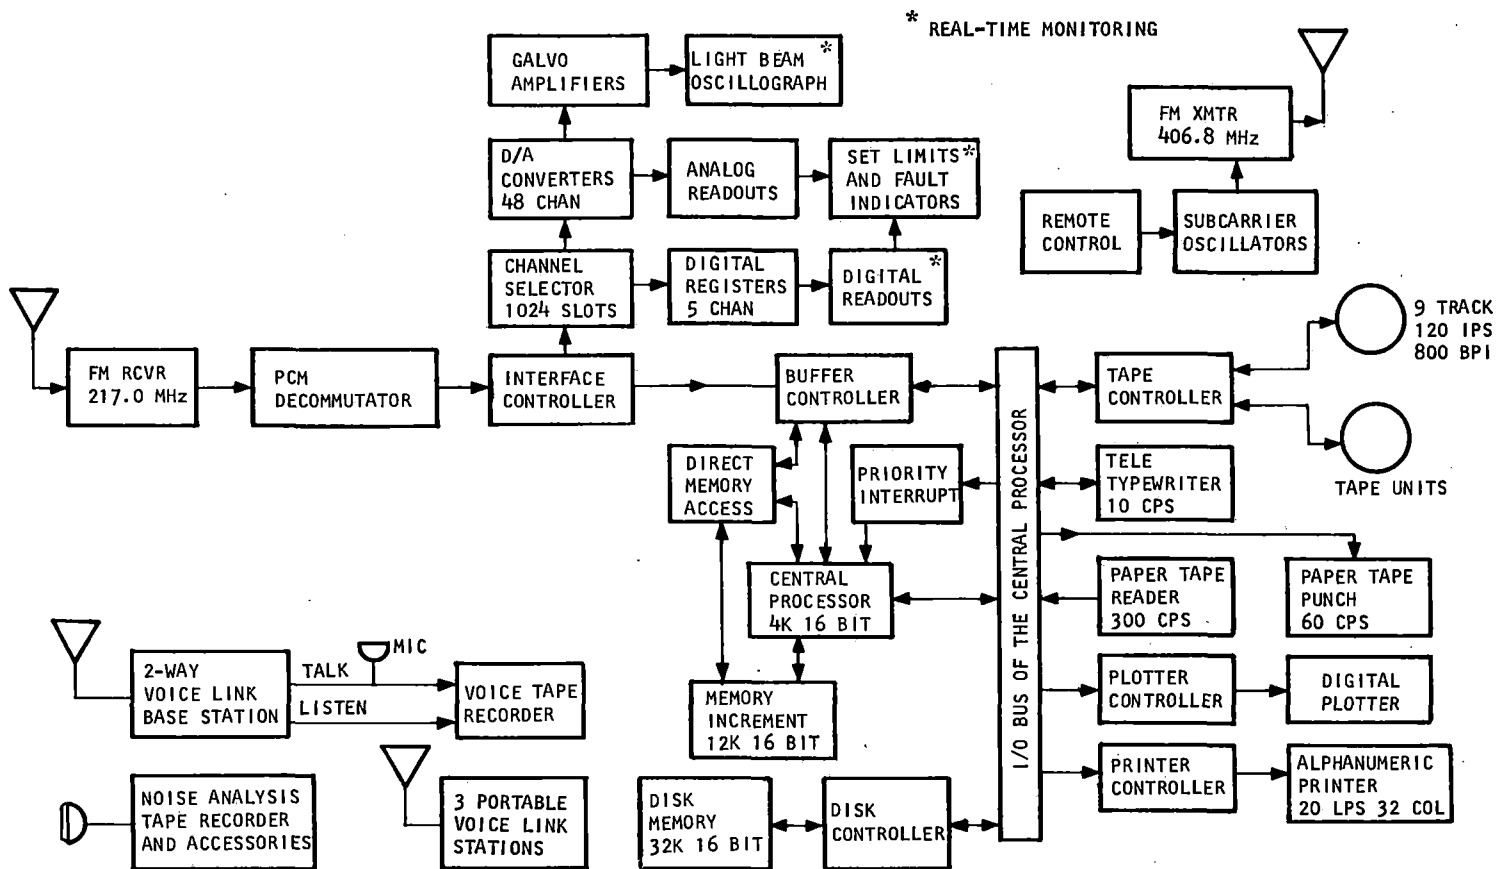 * REAL-TIME MONITORING
GALVO
AMPLIFIERS
LIGHT BEAM *
OSCILLOGRAPH
FM XMTR
406.8 MHz
D/A
CONVERTERS
48 CHAN
ANALOG
READOUTS
SET LIMITS *
AND FAULT
INDICATORS
REMOTE
CONTROL
SUBCARRIER
OSCILLATORS
CHANNEL
SELECTOR
1024 SLOTS
DIGITAL
REGISTERS
5 CHAN
*
DIGITAL
READOUTS
9 TRACK
120 IPS
800 BPI
FM RCVR
217.0 MHz
PCM
DECOMMUTATOR
INTERFACE
CONTROLLER
BUFFER
CONTROLLER
TAPE
CONTROLLER
TAPE UNITS
DIRECT
MEMORY
ACCESS
PRIORITY
INTERRUPT
I/O BUS OF THE CENTRAL PROCESSOR
TELE
TYPEWRITER
10 CPS
CENTRAL
PROCESSOR
4K 16 BIT
PAPER TAPE
READER
300 CPS
PAPER TAPE
PUNCH
60 CPS
2-WAY
VOICE LINK
BASE STATION
TALK
MIC
LISTEN
VOICE TAPE
RECORDER
MEMORY
INCREMENT
12K 16 BIT
PLOTTER
CONTROLLER
DIGITAL
PLOTTER
NOISE ANALYSIS
TAPE RECORDER
AND ACCESSORIES
3 PORTABLE
VOICE LINK
STATIONS
DISK
MEMORY
32K 16 BIT
DISK
CONTROLLER
PRINTER
CONTROLLER
ALPHANUMERIC
PRINTER
20 LPS 32 COL